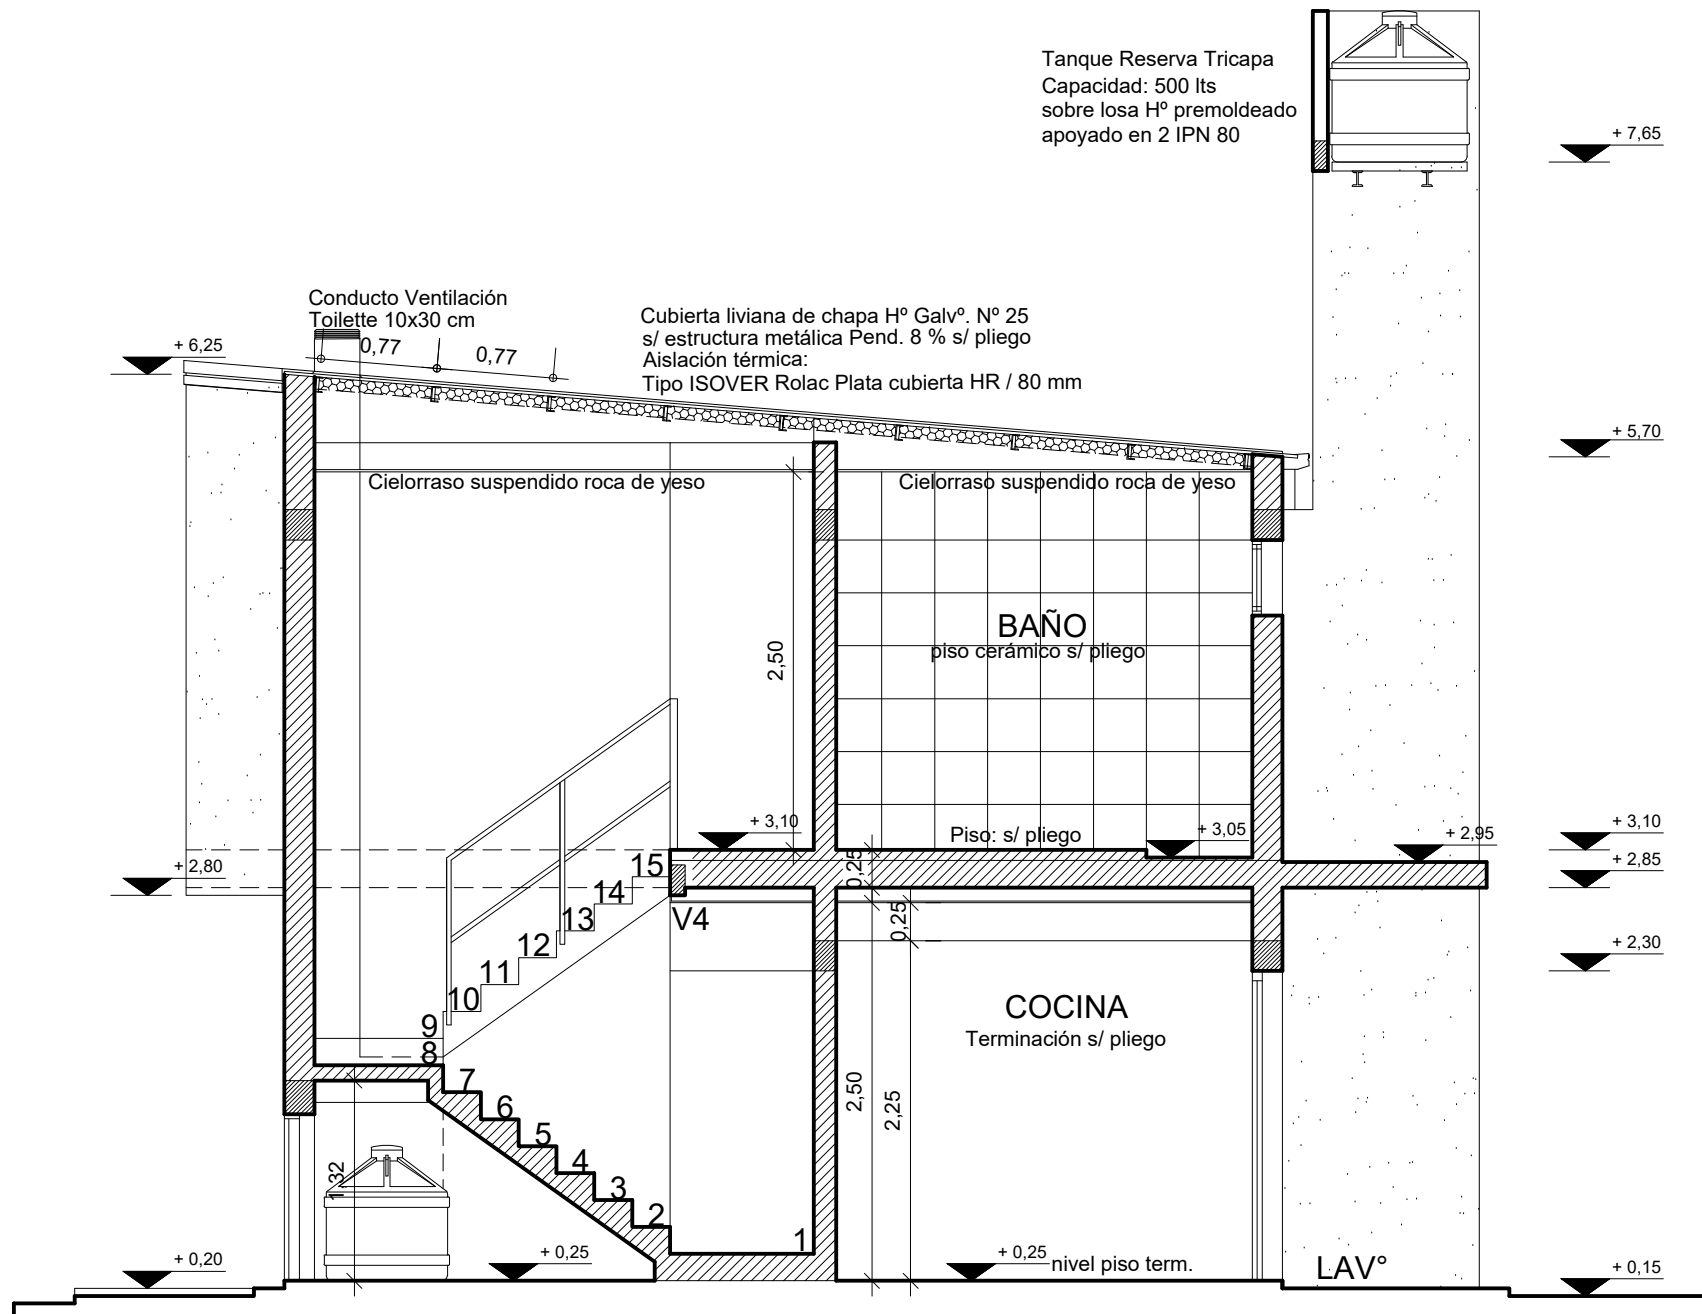 Tanque Reserva Tricapa
Capacidad: 500 lts
sobre losa Hº premoldeado
apoyado en 2 IPN 80
+ 7,65
Conducto Ventilación
Toilette 10x30 cm
0,77
0,77
Cubierta liviana de chapa Hº Galvº. Nº 25
s/ estructura metálica Pend. 8 % s/ pliego
Aislación térmica:
Tipo ISOVER Rolac Plata cubierta HR / 80 mm
+ 6,25
+ 5,70
Cielorraso suspendido roca de yeso
Cielorraso suspendido roca de yeso
2,50
BAÑO
piso cerámico s/ pliego
+ 3,10
Piso: s/ pliego
+ 3,05
+ 2,95
+ 3,10
+ 2,80
+ 2,85
0,25
15
14
13
12
11
10
9
8
V4
0,25
+ 2,30
COCINA
Terminación s/ pliego
7
6
5
4
3
2
1
2,50
2,25
1,32
+ 0,20
+ 0,25
+ 0,25
nivel piso term.
LAV°
+ 0,15